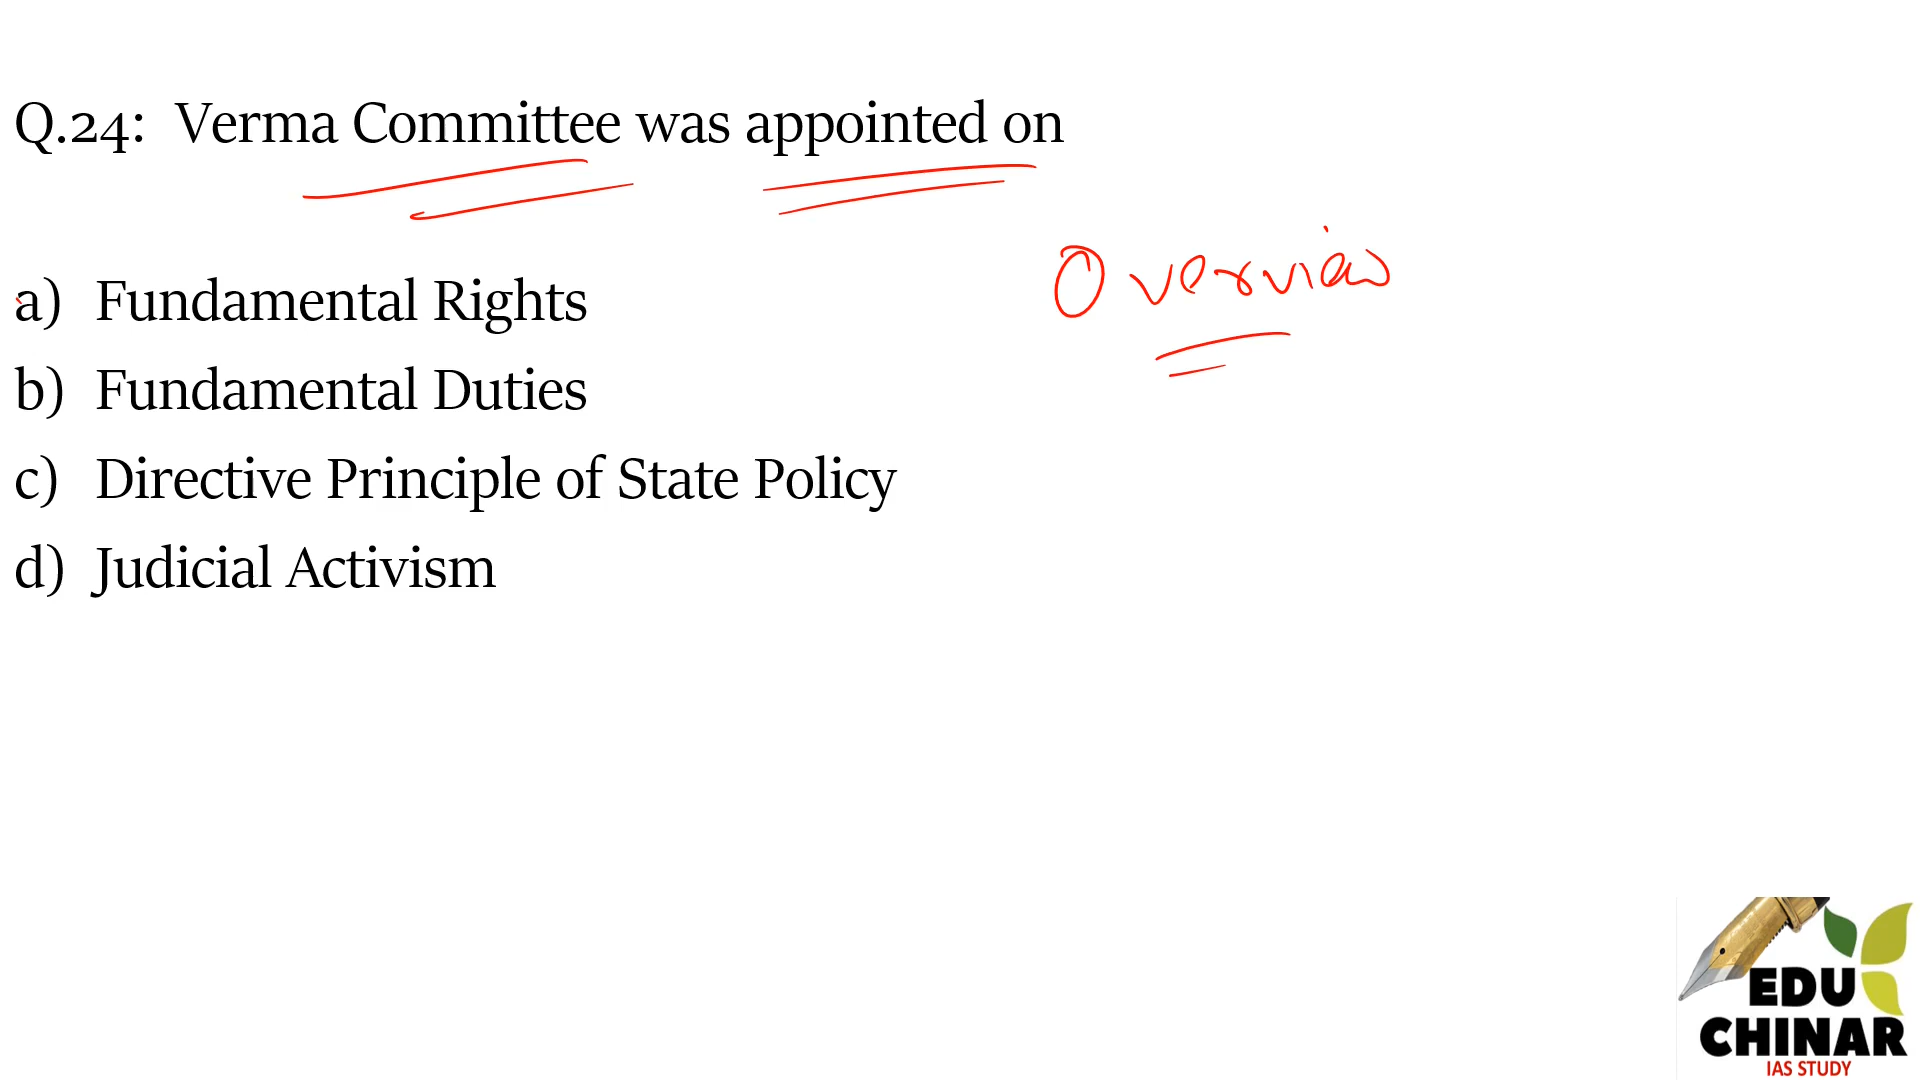 Q.24: Verma Committee was appointed on
Overview
a) Fundamental Rights
b) Fundamental Duties
c) Directive Principle of State Policy
d) Judicial Activism
EDU
CHINAR
IAS STUDY